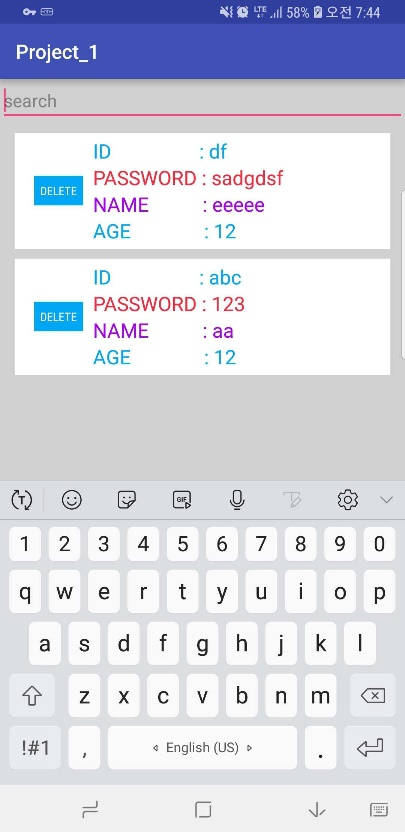 LTE 58% 오전 7:44
Project_1
search
ID : df
DELETE PASSWORD : sadgdsf
NAME : eeeee
AGE : 12
ID : abc
DELETE PASSWORD : 123
NAME : aa
AGE : 12
T GIF T
1 2 3 4 5 6 7 8 9 0
q w e r t y u i o p
a s d f g h j k l
z x c v b n m
!#1 , English (US) .